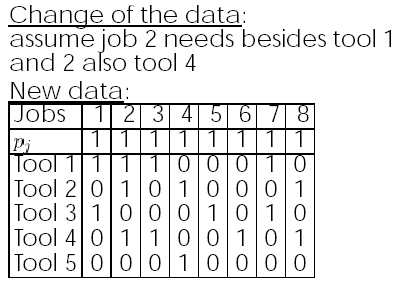 Change of the data:
assume job 2 needs besides tool 1
and 2 also tool 4
New data:
Jobs 1 2 3 4 5 6 7 8
pj 1 1 1 1 1 1 1 1
Tool 1 1 1 1 0 0 0 1 0
Tool 2 0 1 0 1 0 0 0 1
Tool 3 1 0 0 0 1 0 1 0
Tool 4 0 1 1 0 0 1 0 1
Tool 5 0 0 0 1 0 0 0 0